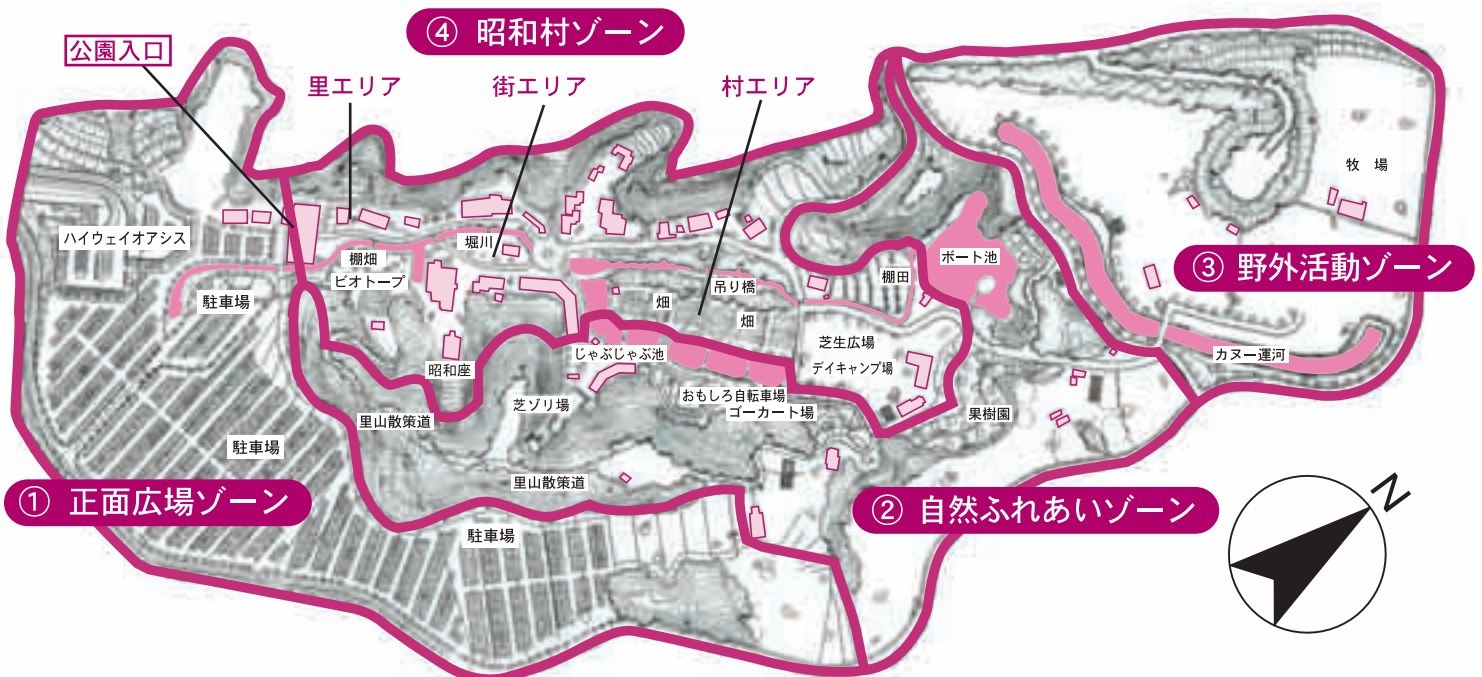 ④ 昭和村ゾーン
公園入口
里エリア
街エリア
村エリア
牧場
③ 野外活動ゾーン
ハイウェイオアシス
堀川
棚畑
ビオトープ
駐車場
吊り橋
棚田
ボート池
畑
畑
芝生広場
デイキャンプ場
カヌー運河
じゃぶじゃぶ池
昭和座
おもしろ自転車場
ゴーカート場
芝ゾリ場
果樹園
里山散策道
駐車場
里山散策道
① 正面広場ゾーン
② 自然ふれあいゾーン
駐車場
N